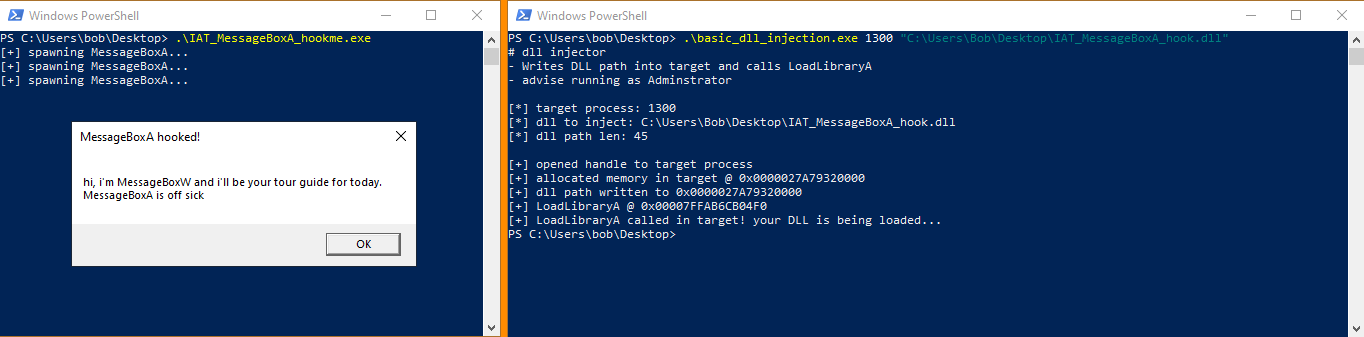 Windows PowerShell
PS C:\Users\bob\Desktop> .\IAT_MessageBoxA_hookme.exe
[+] spawning MessageBoxA...
[+] spawning MessageBoxA...
[+] spawning MessageBoxA...
MessageBoxA hooked!
hi, i'm MessageBoxW and i'll be your tour guide for today.
MessageBoxA is off sick
OK
Windows PowerShell
PS C:\Users\bob\Desktop> .\basic_dll_injection.exe 1300 "C:\Users\Bob\Desktop\IAT_MessageBoxA_hook.dll"
# dll injector
- Writes DLL path into target and calls LoadLibraryA
- advise running as Adminstrator
[*] target process: 1300
[*] dll to inject: C:\Users\Bob\Desktop\IAT_MessageBoxA_hook.dll
[*] dll path len: 45
[+] opened handle to target process
[+] allocated memory in target @ 0x0000027A79320000
[+] dll path written to 0x0000027A79320000
[+] LoadLibraryA @ 0x00007FFAB6CB04F0
[+] LoadLibraryA called in target! your DLL is being loaded...
PS C:\Users\bob\Desktop>